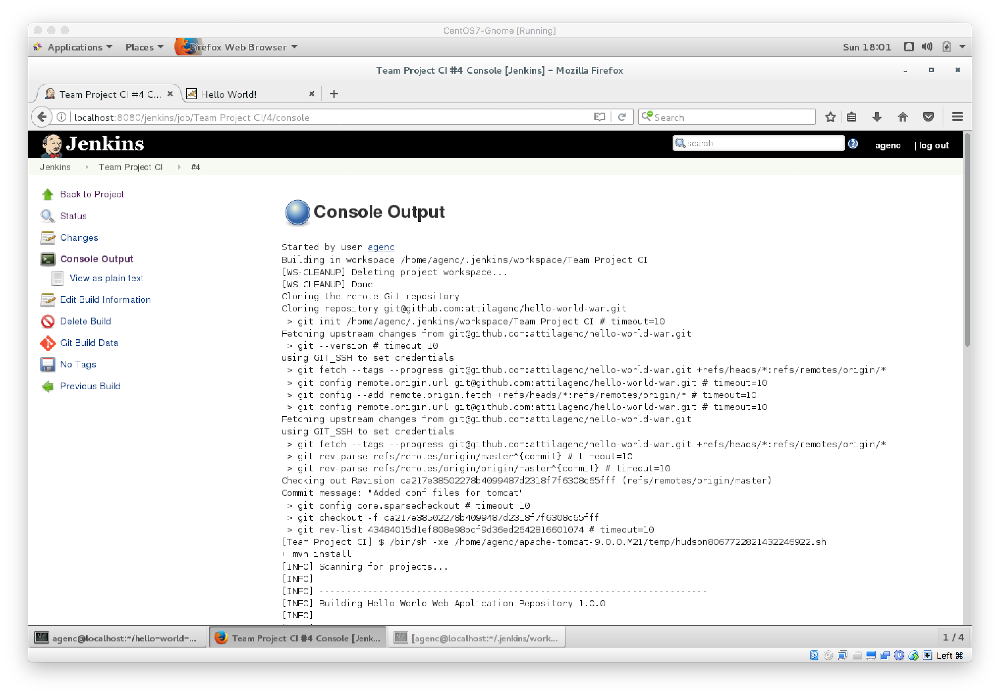 CentOS7-Gnome [Running]
Applications Places Firefox Web Browser Sun 18:01
Team Project CI #4 Console [Jenkins] – Mozilla Firefox
Team Project CI #4 C... Hello World!
localhost:8080/jenkins/job/Team Project CI/4/console Search
Jenkins search agenc | log out
Jenkins Team Project CI #4
Back to Project
Status
Changes
Console Output
View as plain text
Edit Build Information
Delete Build
Git Build Data
No Tags
Previous Build
Console Output
Started by user agenc
Building in workspace /home/agenc/.jenkins/workspace/Team Project CI
[WS-CLEANUP] Deleting project workspace...
[WS-CLEANUP] Done
Cloning the remote Git repository
Cloning repository git@github.com:attilagenc/hello-world-war.git
> git init /home/agenc/.jenkins/workspace/Team Project CI # timeout=10
Fetching upstream changes from git@github.com:attilagenc/hello-world-war.git
> git --version # timeout=10
using GIT_SSH to set credentials
> git fetch --tags --progress git@github.com:attilagenc/hello-world-war.git +refs/heads/*:refs/remotes/origin/*
> git config remote.origin.url git@github.com:attilagenc/hello-world-war.git # timeout=10
> git config --add remote.origin.fetch +refs/heads/*:refs/remotes/origin/* # timeout=10
> git config remote.origin.url git@github.com:attilagenc/hello-world-war.git # timeout=10
Fetching upstream changes from git@github.com:attilagenc/hello-world-war.git
using GIT_SSH to set credentials
> git fetch --tags --progress git@github.com:attilagenc/hello-world-war.git +refs/heads/*:refs/remotes/origin/*
> git rev-parse refs/remotes/origin/master^{commit} # timeout=10
> git rev-parse refs/remotes/origin/origin/master^{commit} # timeout=10
Checking out Revision ca217e38502278b4099487d2318f7f6308c65fff (refs/remotes/origin/master)
Commit message: "Added conf files for tomcat"
> git config core.sparsecheckout # timeout=10
> git checkout -f ca217e38502278b4099487d2318f7f6308c65fff
> git rev-list 43484015d1ef808e98bcf9d36ed2642816601074 # timeout=10
[Team Project CI] $ /bin/sh -xe /home/agenc/apache-tomcat-9.0.0.M21/temp/hudson8067722821432246922.sh
+ mvn install
[INFO] Scanning for projects...
[INFO]
[INFO] ------------------------------------------------------------------------
[INFO] Building Hello World Web Application Repository 1.0.0
[INFO] ------------------------------------------------------------------------
agenc@localhost:~/hello-world-... Team Project CI #4 Console [Jenk... [agenc@localhost:~/.jenkins/work... 1 / 4
Left ⌘